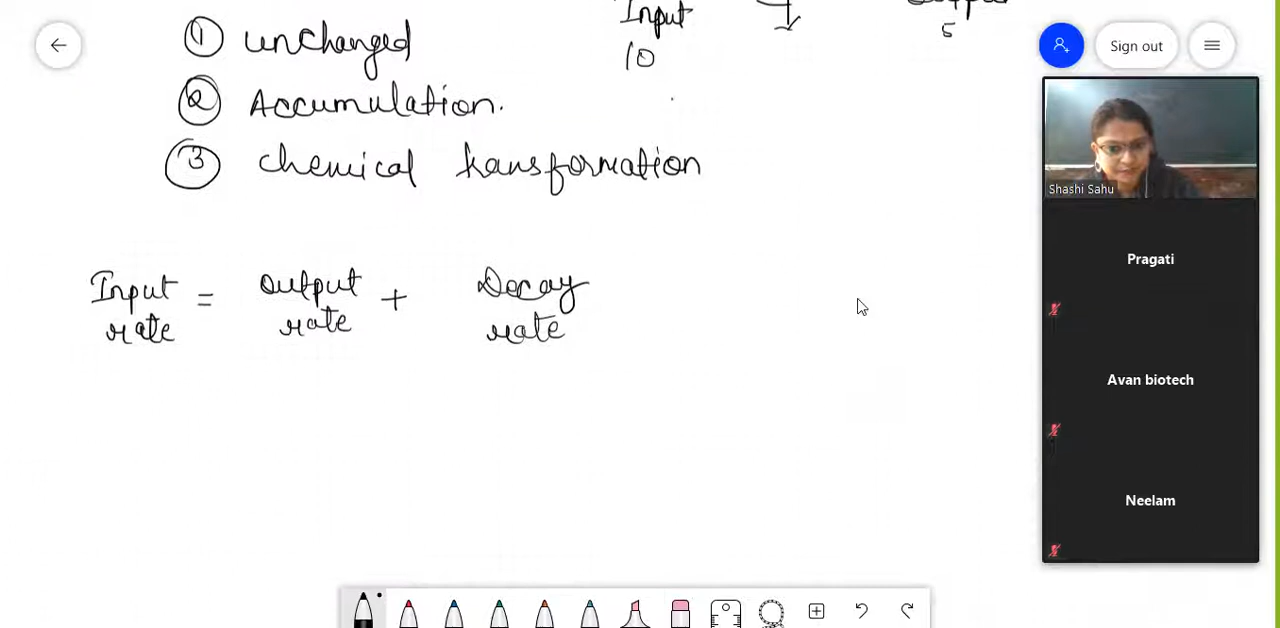 ① unchanged
② Accumulation.
③ chemical transformation
Input
10
5
Input rate = Output rate + Decay rate
Sign out
Shashi Sahu
Pragati
Avan biotech
Neelam